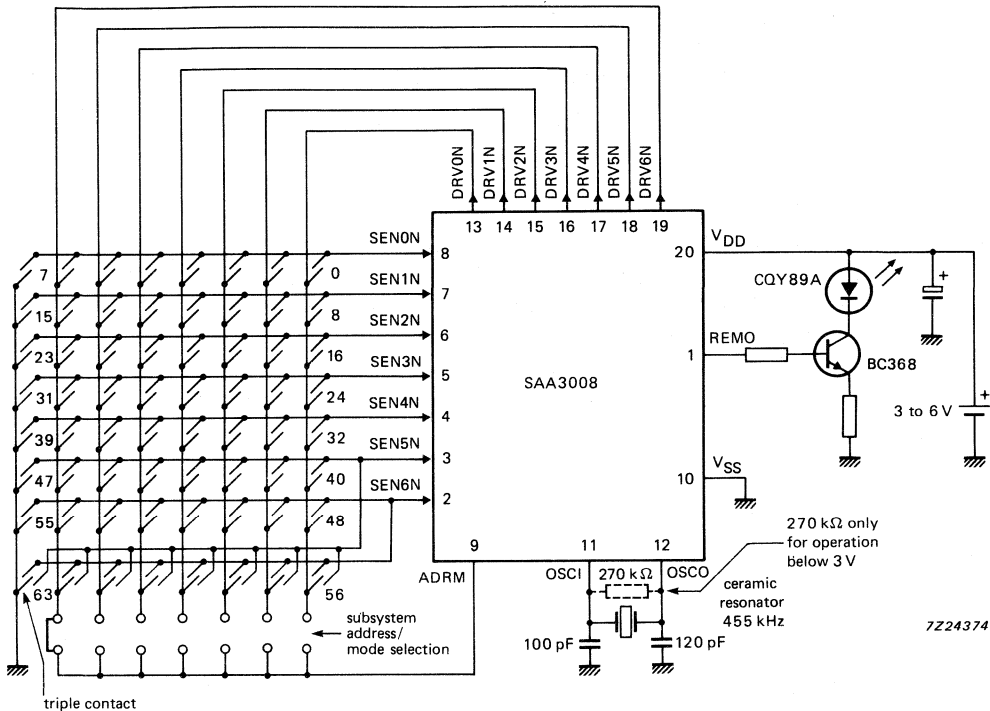 DRV0N
DRV1N
DRV2N
DRV3N
DRV4N
DRV5N
DRV6N
13 14 15 16 17 18 19
SEN0N
8
7
0
SEN1N
7
15
8
SEN2N
6
23
16
SEN3N
5
31
24
SEN4N
4
39
32
SEN5N
3
47
40
SEN6N
2
55
48
63
56
SAA3008
20
VDD
CQY89A
+
REMO
1
BC368
+
3 to 6 V
10
VSS
9
ADRM
11
12
OSCI
270 kΩ
OSCO
270 kΩ only
for operation
below 3 V
ceramic
resonator
455 kHz
100 pF
120 pF
subsystem
address/
mode selection
triple contact
7Z24374